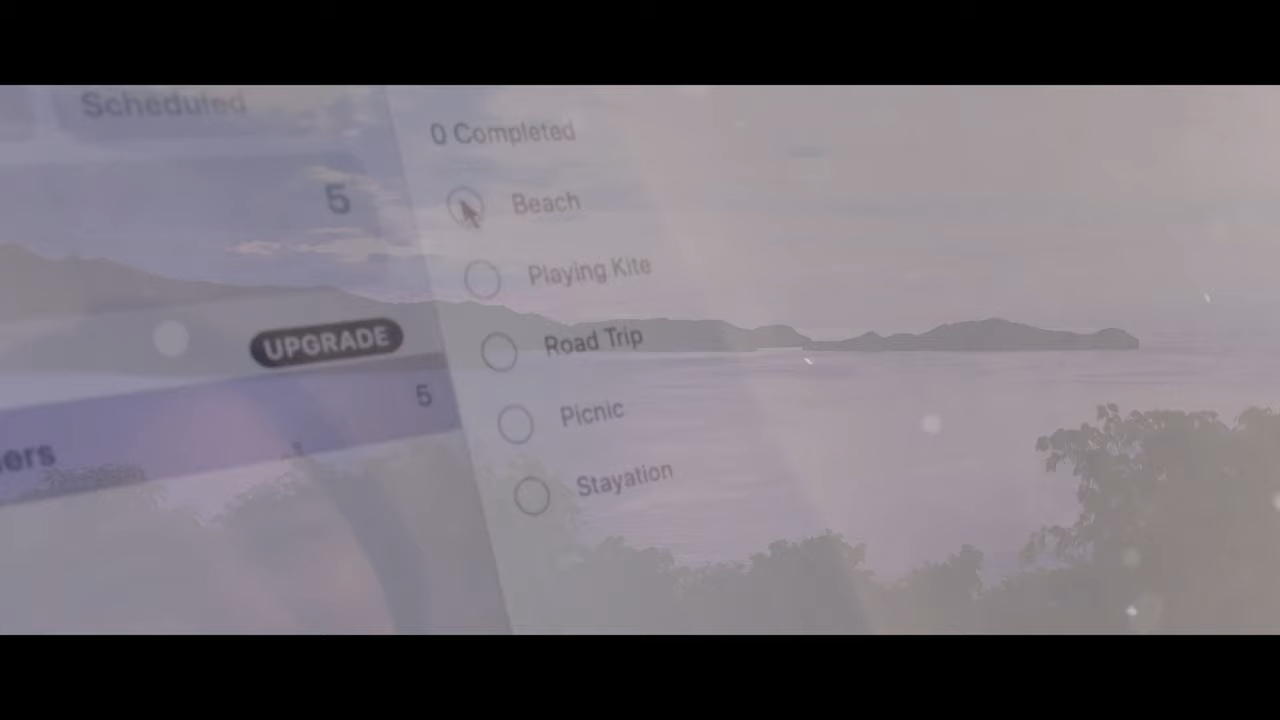 Scheduled
0 Completed
5
Beach
Playing Kite
UPGRADE
Road Trip
5
Picnic
Stayation